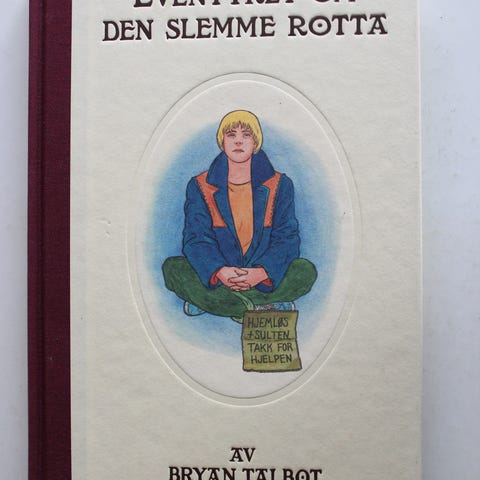 EVENTYRET OM
DEN SLEMME ROTTA
HJEMLØS
+ SULTEN
TAKK FOR
HJELPEN
AV
BRYAN TALBOT